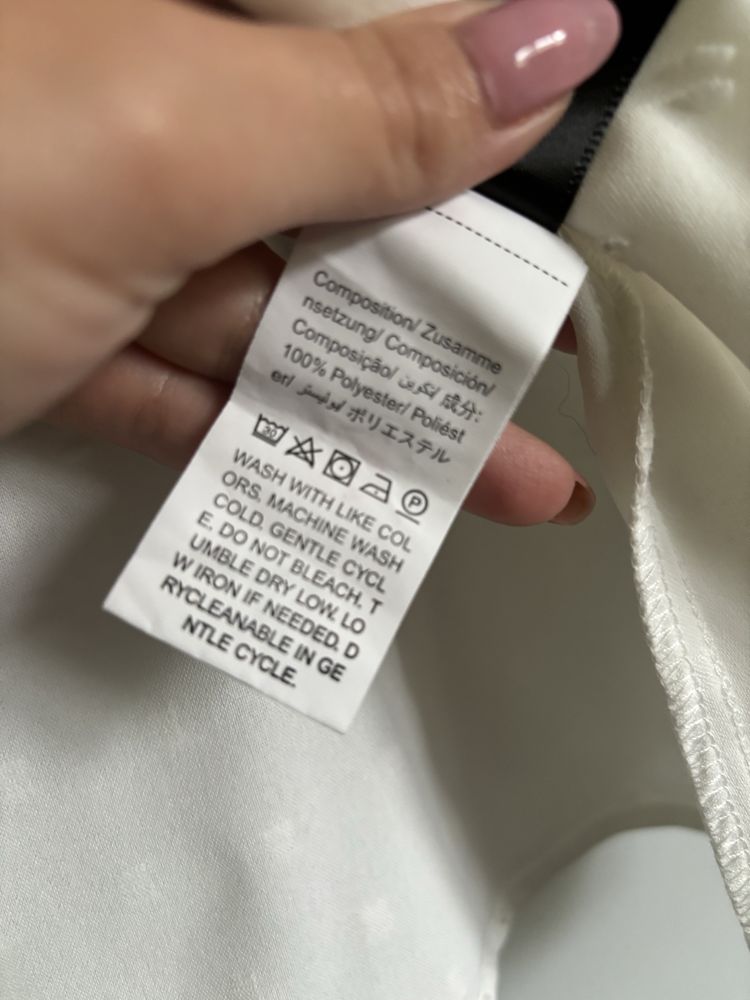 Composition/ Zusamme
nsetzung/ Composición/
Composição/ تكوين/ 成分:
100% Polyester/ Poliést
er/ بوليستر ポリエステル
30
P
WASH WITH LIKE COL
ORS. MACHINE WASH
COLD. GENTLE CYCL
E. DO NOT BLEACH. T
UMBLE DRY LOW. LO
W IRON IF NEEDED. D
RYCLEANABLE IN GE
NTLE CYCLE.